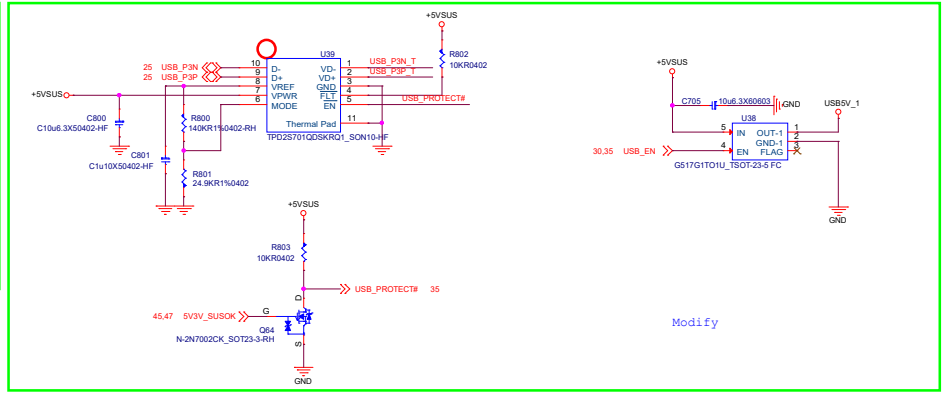 +5VSUS
U39
R802
10KR0402
25 USB_P3N
25 USB_P3P
10 D-
9 D+
8 VREF
7 VPWR
6 MODE
VD- 1
VD+ 2
GND 3
FLT 4
EN 5
Thermal Pad 11
USB_P3N_T
USB_P3P_T
USB_PROTECT#
TPD2S701QDSKRQ1_SON10-HF
+5VSUS
C800
C10u6.3X50402-HF
C801
C1u10X50402-HF
R800
140KR1%0402-RH
R801
24.9KR1%0402
+5VSUS
R803
10KR0402
USB_PROTECT# 35
45,47 5V3V_SUSOK
G
D
S
Q64
N-2N7002CK_SOT23-3-RH
GND
+5VSUS
C705
10u6.3X60603
GND
USB5V_1
U38
5 IN
4 EN
OUT-1 1
GND-1 2
FLAG 3
30,35 USB_EN
G517G1TO1U_TSOT-23-5 FC
GND
Modify